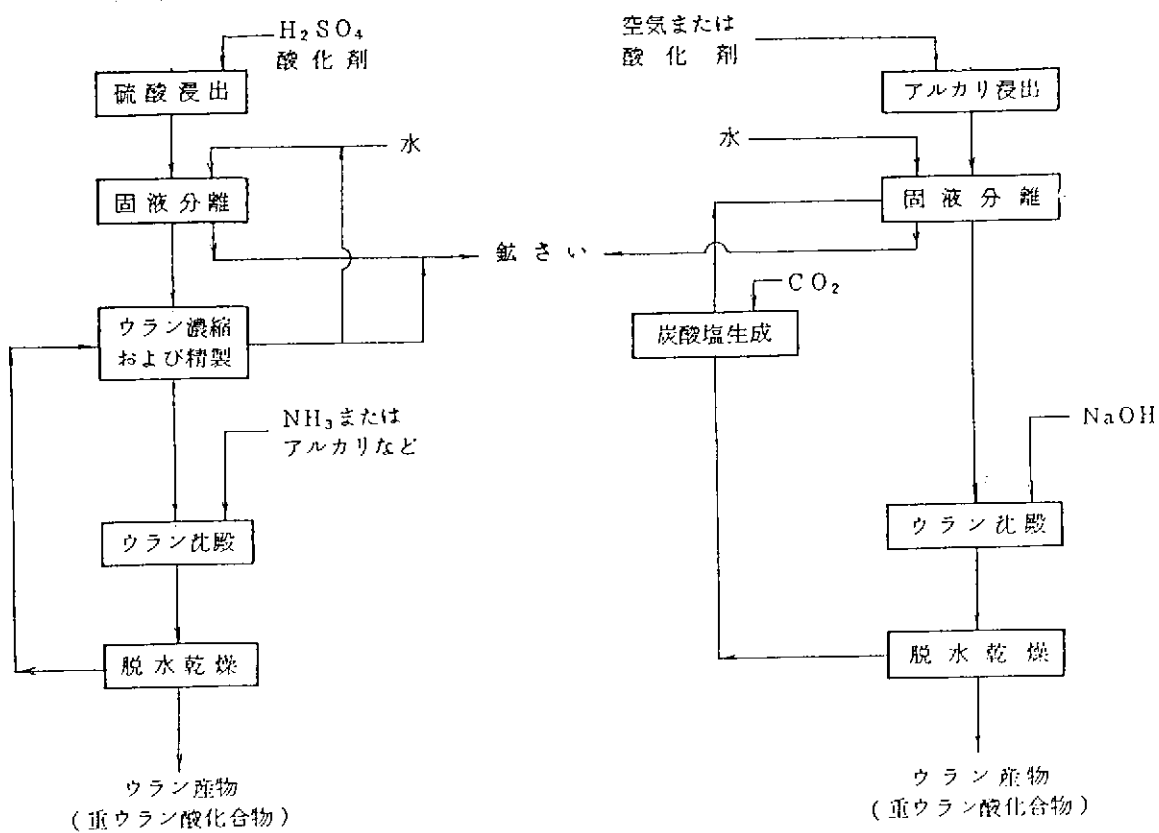 H₂SO₄
酸化剤
硫酸浸出
水
固液分離
鉱さい
ウラン濃縮
および精製
NH₃または
アルカリなど
ウラン沈殿
脱水乾燥
ウラン産物
(重ウラン酸化合物)
空気または
酸化剤
アルカリ浸出
水
固液分離
CO₂
炭酸塩生成
NaOH
ウラン沈殿
脱水乾燥
ウラン産物
(重ウラン酸化合物)